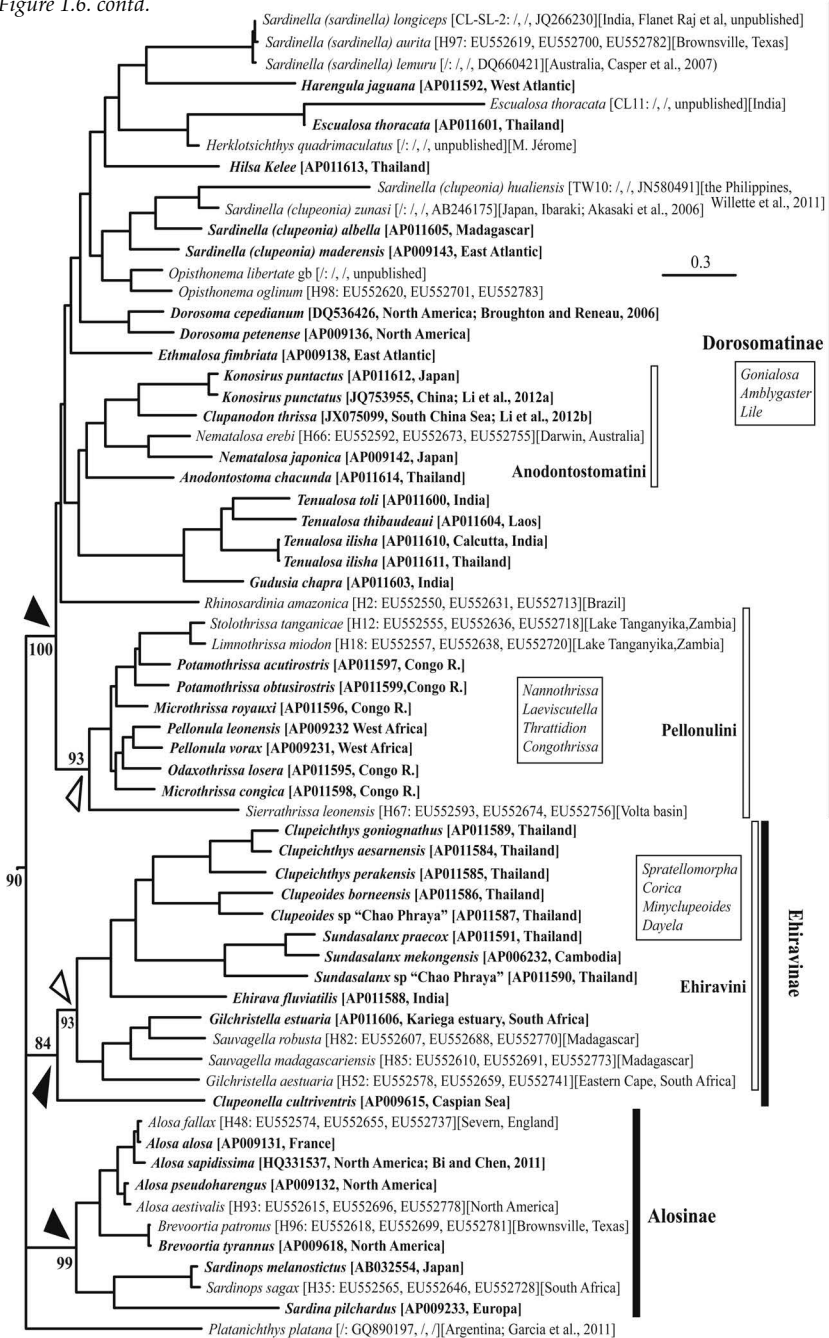 Figure 1.6. contd.
Sardinella (sardinella) longiceps [CL-SL-2: /, /, JQ266230][India, Flanet Raj et al, unpublished]
Sardinella (sardinella) aurita [H97: EU552619, EU552700, EU552782][Brownsville, Texas]
Sardinella (sardinella) lemuru [/: /, /, DQ660421][Australia, Casper et al., 2007)
Harengula jaguana [AP011592, West Atlantic]
Escualosa thoracata [CL11: /, /, unpublished][India]
Escualosa thoracata [AP011601, Thailand]
Herklotsichthys quadrimaculatus [/: /, /, unpublished][M. Jérome]
Hilsa Kelee [AP011613, Thailand]
Sardinella (clupeonia) hualiensis [TW10: /, /, JN580491][the Philippines, Willette et al., 2011]
Sardinella (clupeonia) zunasi [/: /, /, AB246175][Japan, Ibaraki; Akasaki et al., 2006]
Sardinella (clupeonia) albella [AP011605, Madagascar]
Sardinella (clupeonia) maderensis [AP009143, East Atlantic]
0.3
Opisthonema libertate gb [/: /, /, unpublished]
Opisthonema oglinum [H98: EU552620, EU552701, EU552783]
Dorosoma cepedianum [DQ536426, North America; Broughton and Reneau, 2006]
Dorosoma petenense [AP009136, North America]
Dorosomatinae
Ethmalosa fimbriata [AP009138, East Atlantic]
Konosirus puntactus [AP011612, Japan]
Gonialosa
Amblygaster
Lile
Konosirus punctatus [JQ753955, China; Li et al., 2012a]
Clupanodon thrissa [JX075099, South China Sea; Li et al., 2012b]
Nematalosa erebi [H66: EU552592, EU552673, EU552755][Darwin, Australia]
Nematalosa japonica [AP009142, Japan]
Anodontostomatini
Anodontostoma chacunda [AP011614, Thailand]
Tenualosa toli [AP011600, India]
Tenualosa thibaudeaui [AP011604, Laos]
Tenualosa ilisha [AP011610, Calcutta, India]
Tenualosa ilisha [AP011611, Thailand]
Gudusia chapra [AP011603, India]
Rhinosardinia amazonica [H2: EU552550, EU552631, EU552713][Brazil]
Stolothrissa tanganicae [H12: EU552555, EU552636, EU552718][Lake Tanganyika,Zambia]
100
Limnothrissa miodon [H18: EU552557, EU552638, EU552720][Lake Tanganyika,Zambia]
Potamothrissa acutirostris [AP011597, Congo R.]
Potamothrissa obtusirostris [AP011599,Congo R.]
Nannothrissa
Laeviscutella
Thrattidion
Congothrissa
Microthrissa royauxi [AP011596, Congo R.]
Pellonula leonensis [AP009232 West Africa]
Pellonulini
Pellonula vorax [AP009231, West Africa]
93
Odaxothrissa losera [AP011595, Congo R.]
Microthrissa congica [AP011598, Congo R.]
Sierrathrissa leonensis [H67: EU552593, EU552674, EU552756][Volta basin]
Clupeichthys goniognathus [AP011589, Thailand]
Clupeichthys aesarnensis [AP011584, Thailand]
Clupeichthys perakensis [AP011585, Thailand]
90
Spratellomorpha
Corica
Minyclupeoides
Dayela
Clupeoides borneensis [AP011586, Thailand]
Clupeoides sp “Chao Phraya” [AP011587, Thailand]
Sundasalanx praecox [AP011591, Thailand]
Ehiravinae
Sundasalanx mekongensis [AP006232, Cambodia]
Sundasalanx sp “Chao Phraya” [AP011590, Thailand]
Ehiravini
Ehirava fluviatilis [AP011588, India]
Gilchristella estuaria [AP011606, Kariega estuary, South Africa]
93
Sauvagella robusta [H82: EU552607, EU552688, EU552770][Madagascar]
84
Sauvagella madagascariensis [H85: EU552610, EU552691, EU552773][Madagascar]
Gilchristella aestuaria [H52: EU552578, EU552659, EU552741][Eastern Cape, South Africa]
Clupeonella cultriventris [AP009615, Caspian Sea]
Alosa fallax [H48: EU552574, EU552655, EU552737][Severn, England]
Alosa alosa [AP009131, France]
Alosa sapidissima [HQ331537, North America; Bi and Chen, 2011]
Alosa pseudoharengus [AP009132, North America]
Alosa aestivalis [H93: EU552615, EU552696, EU552778][North America]
Alosinae
Brevoortia patronus [H96: EU552618, EU552699, EU552781][Brownsville, Texas]
Brevoortia tyrannus [AP009618, North America]
99
Sardinops melanostictus [AB032554, Japan]
Sardinops sagax [H35: EU552565, EU552646, EU552728][South Africa]
Sardina pilchardus [AP009233, Europa]
Platanichthys platana [/: GQ890197, /, /][Argentina; Garcia et al., 2011]